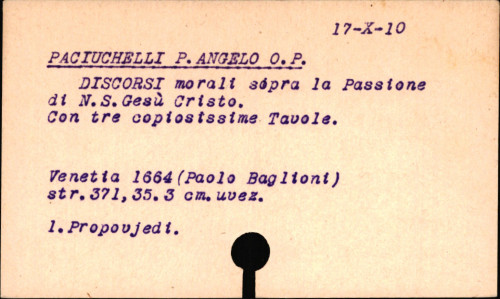 17-X-10
PACIUCHELLI P. ANGELO O.P.
DISCORSI morali sópra la Passione
di N.S.Gesù Cristo.
Con tre copiosissime Tavole.
Venetia 1664(Paolo Baglioni)
str.371,35.3 cm.uvez.
1.Propovjedi.